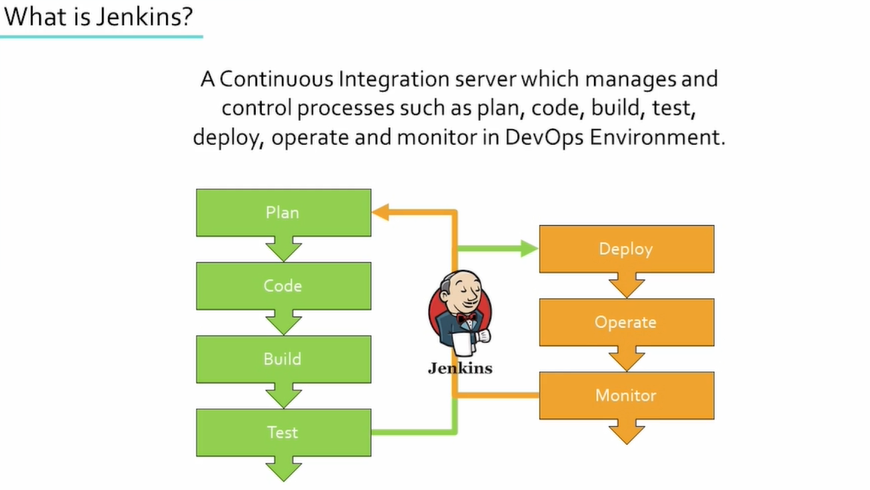 What is Jenkins?
A Continuous Integration server which manages and
control processes such as plan, code, build, test,
deploy, operate and monitor in DevOps Environment.
Plan
Code
Build
Test
Jenkins
Deploy
Operate
Monitor